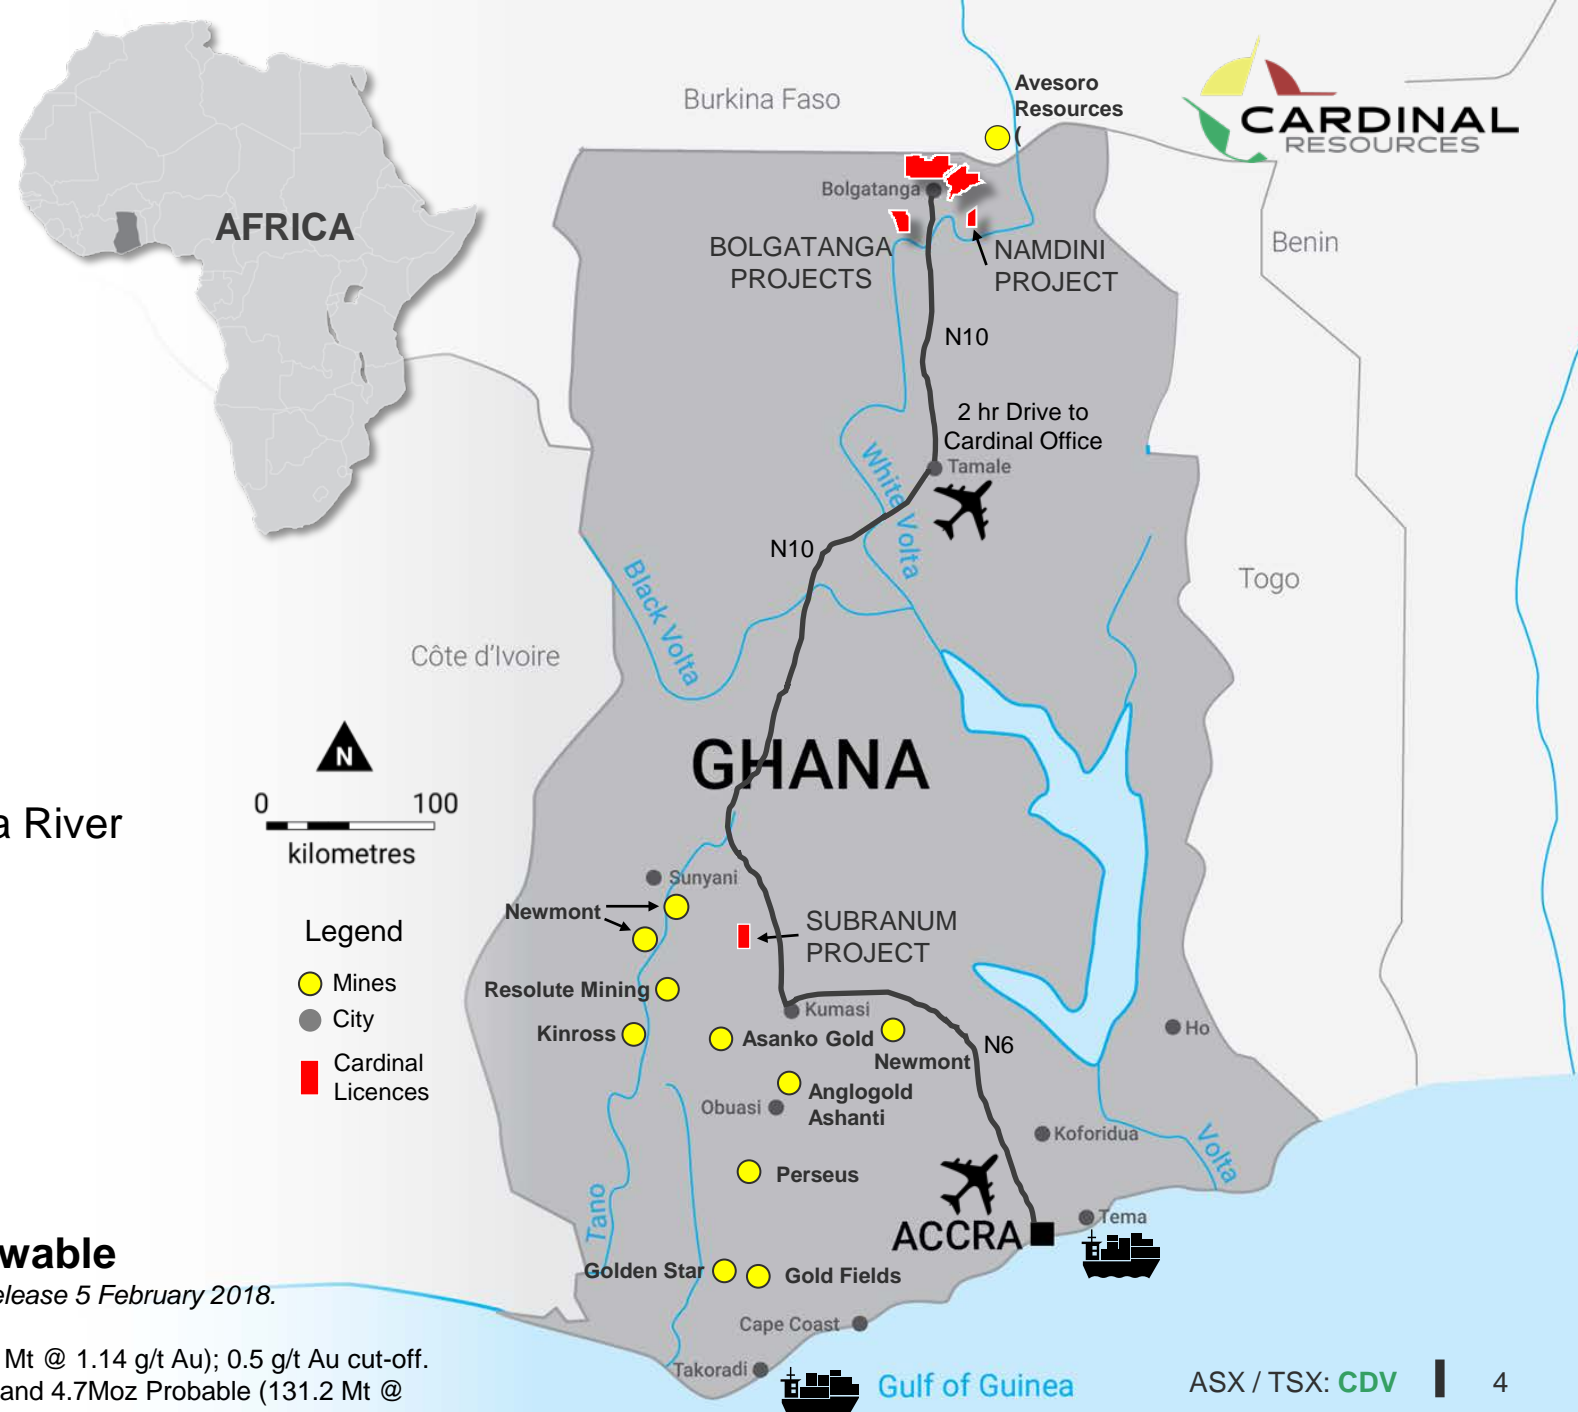 CARDINAL
RESOURCES
Burkina Faso
Avesoro
Resources
(
AFRICA
Bolgatanga
BOLGATANGA
PROJECTS
NAMDINI
PROJECT
Benin
N10
2 hr Drive to
Cardinal Office
Tamale
White Volta
N10
Black Volta
Togo
Côte d'Ivoire
N
GHANA
0 100
kilometres
a River
Sunyani
Newmont
SUBRANUM
PROJECT
Legend
Mines
City
Cardinal
Licences
Resolute Mining
Kumasi
Kinross
Asanko Gold
Newmont
N6
Ho
Anglogold
Ashanti
Obuasi
Koforidua
Volta
Perseus
Tano
ACCRA
Tema
Golden Star
Gold Fields
Cape Coast
Takoradi
Gulf of Guinea
wable
elease 5 February 2018.
Mt @ 1.14 g/t Au); 0.5 g/t Au cut-off.
and 4.7Moz Probable (131.2 Mt @
ASX / TSX: CDV 4